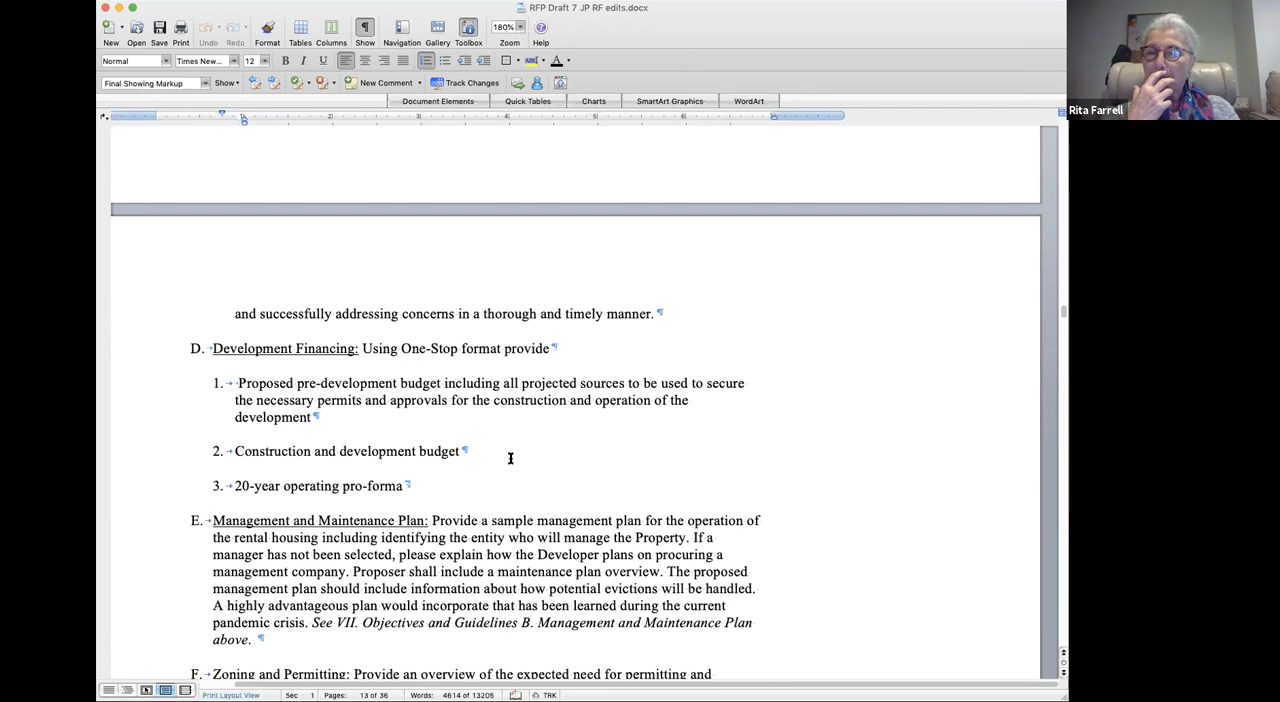 RFP Draft 7 JP RF edits.docx
New Open Save Print Undo Redo Format Tables Columns Show Navigation Gallery Toolbox 180% Zoom Help
Normal Times New... 12 B I U
Final Showing Markup Show New Comment Track Changes
Document Elements Quick Tables Charts SmartArt Graphics WordArt
Rita Farrell
and successfully addressing concerns in a thorough and timely manner. ¶
D. Development Financing: Using One-Stop format provide ¶
1. Proposed pre-development budget including all projected sources to be used to secure
the necessary permits and approvals for the construction and operation of the
development ¶
2. Construction and development budget ¶
3. 20-year operating pro-forma ¶
E. Management and Maintenance Plan: Provide a sample management plan for the operation of
the rental housing including identifying the entity who will manage the Property. If a
manager has not been selected, please explain how the Developer plans on procuring a
management company. Proposer shall include a maintenance plan overview. The proposed
management plan should include information about how potential evictions will be handled.
A highly advantageous plan would incorporate that has been learned during the current
pandemic crisis. See VII. Objectives and Guidelines B. Management and Maintenance Plan
above. ¶
F. Zoning and Permitting: Provide an overview of the expected need for permitting and
Print Layout View Sec 1 Pages: 13 of 36 Words: 4614 of 13205 TRK